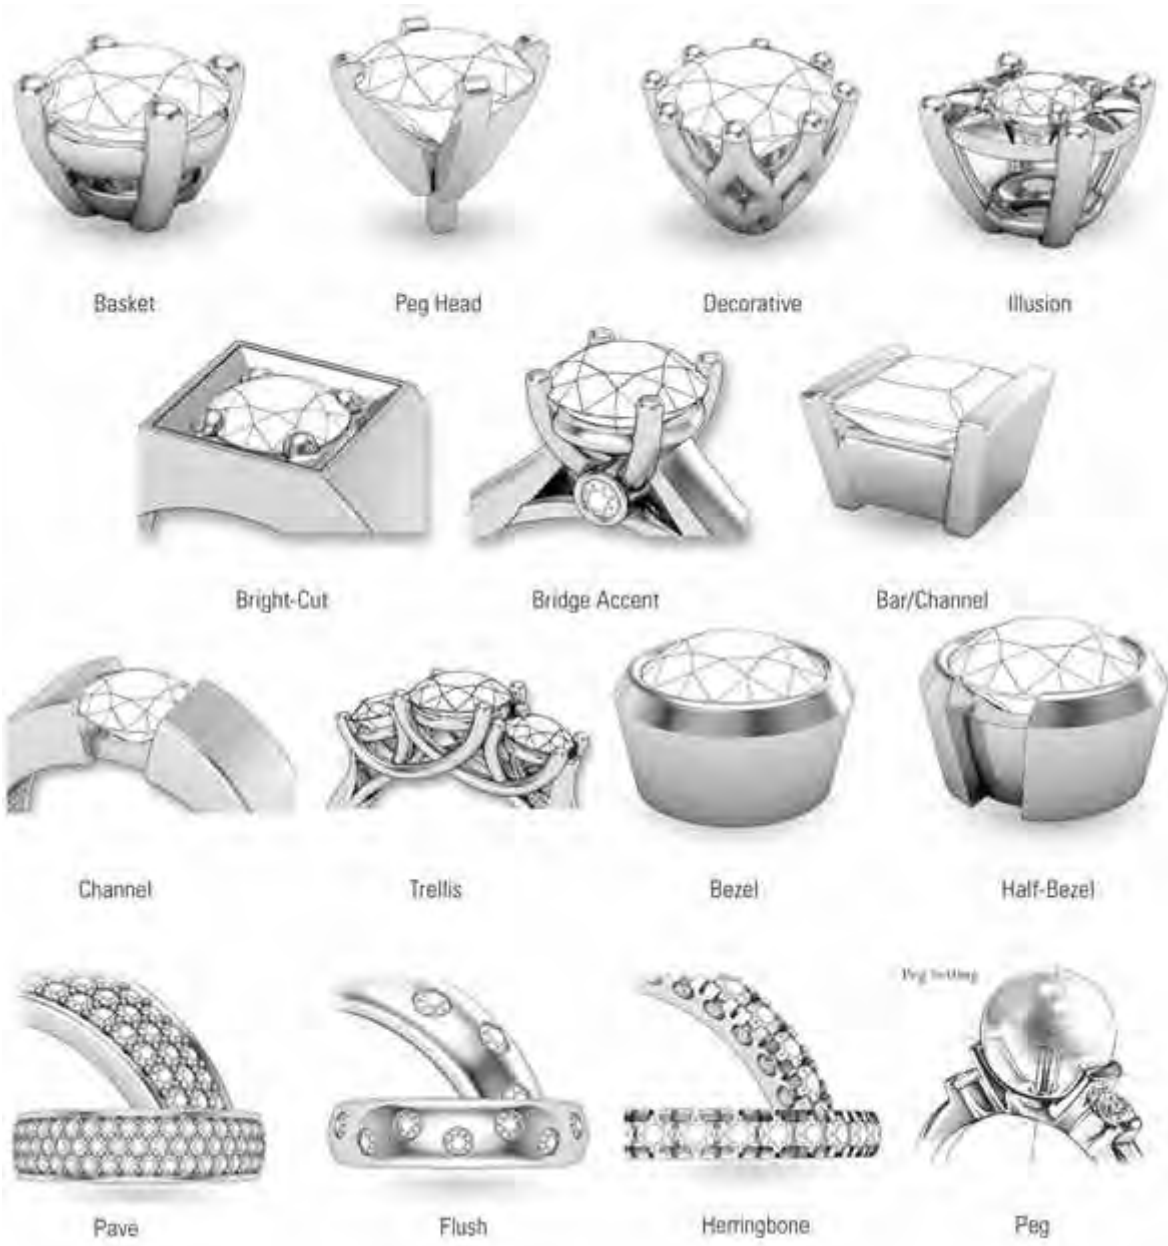 Basket
Peg Head
Decorative
Illusion
Bright-Cut
Bridge Accent
Bar/Channel
Channel
Trellis
Bezel
Half-Bezel
Peg Setting
Pave
Flush
Herringbone
Peg